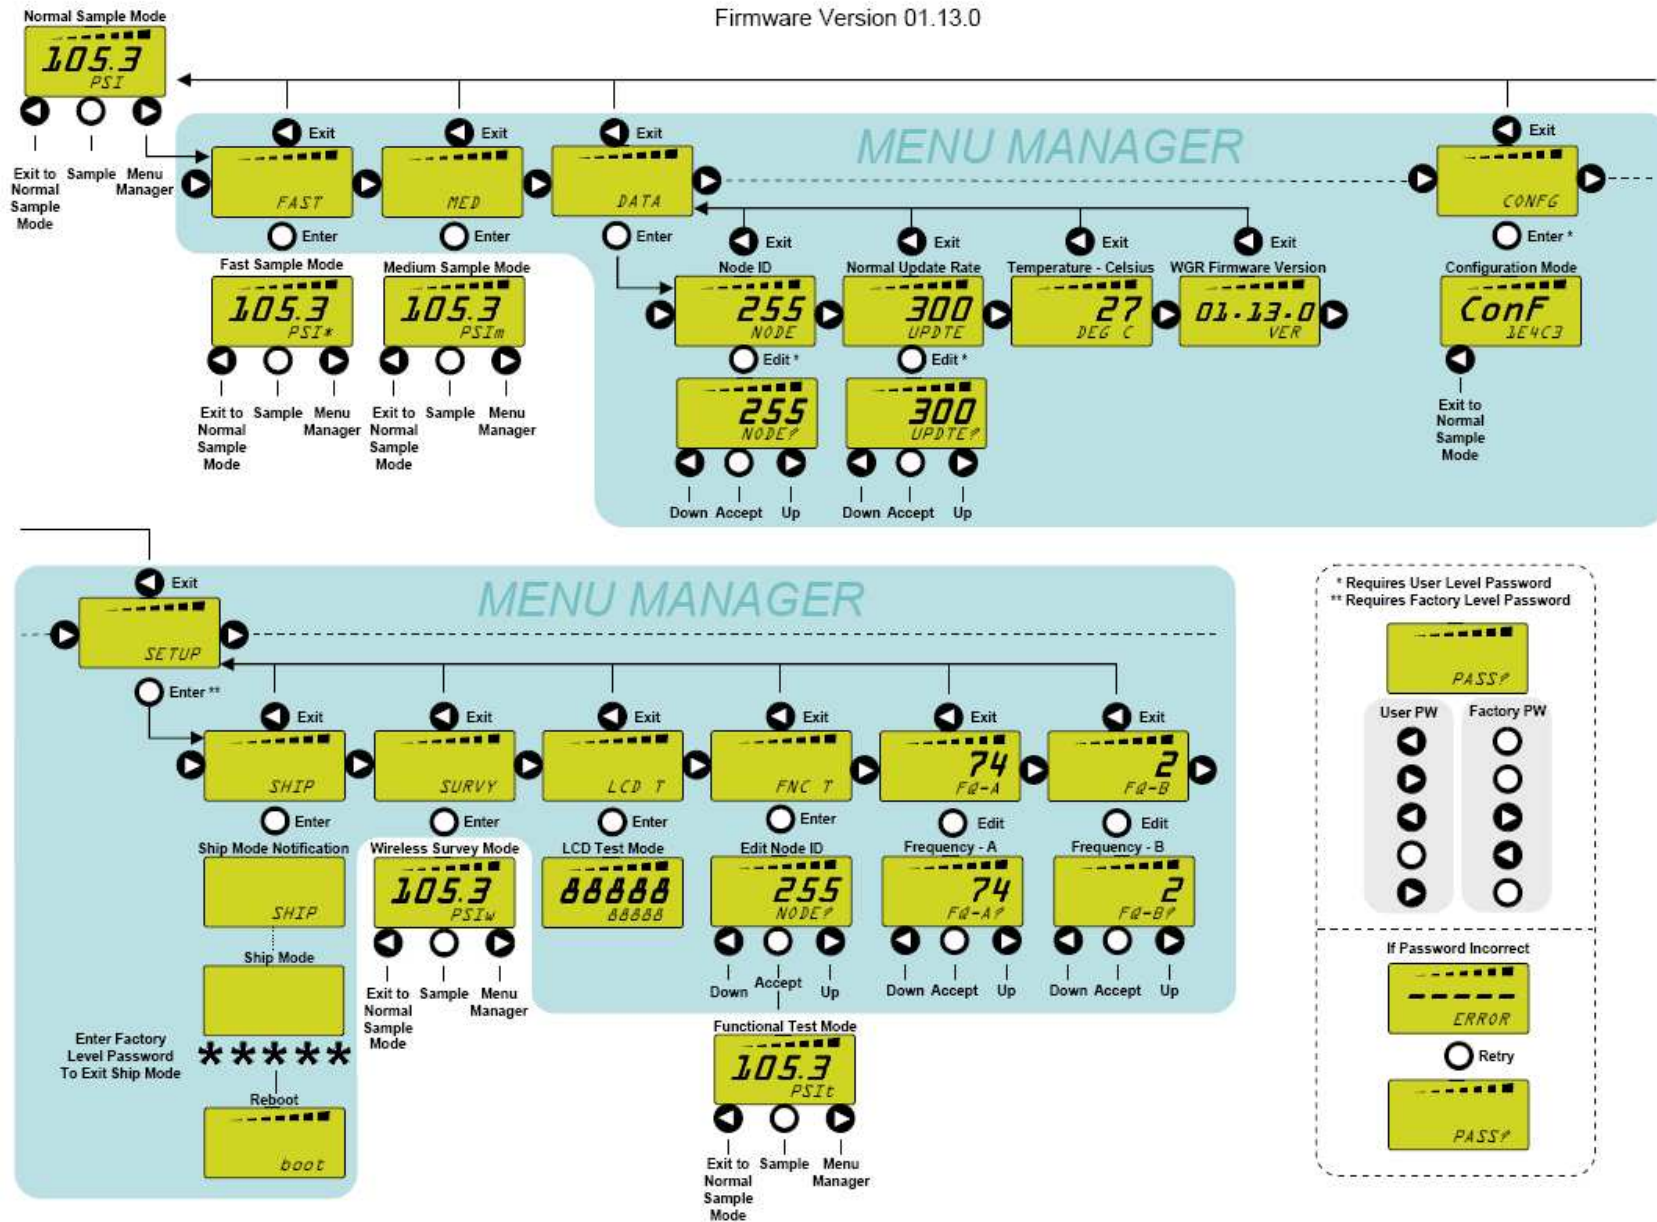 Firmware Version 01.13.0
Normal Sample Mode
105.3
PSI
Exit to
Normal
Sample
Mode
Sample
Menu
Manager
MENU MANAGER
Exit
FAST
Enter
Fast Sample Mode
105.3
PSI*
Exit to
Normal
Sample
Mode
Sample
Menu
Manager
Exit
MED
Enter
Medium Sample Mode
105.3
PSIm
Exit to
Normal
Sample
Mode
Sample
Menu
Manager
Exit
DATA
Enter
Exit
Node ID
255
NODE
Edit *
255
NODE?
Down Accept Up
Exit
Normal Update Rate
300
UPDTE
Edit *
300
UPDTE?
Down Accept Up
Exit
Temperature - Celsius
27
DEG C
Exit
WGR Firmware Version
01.13.0
VER
Exit
CONFG
Enter *
Configuration Mode
ConF
1E4C3
Exit to
Normal
Sample
Mode
MENU MANAGER
Exit
SETUP
Enter **
Exit
SHIP
Enter
Ship Mode Notification
SHIP
Ship Mode
Enter Factory
Level Password
To Exit Ship Mode
*****
Reboot
boot
Exit
SURVY
Enter
Wireless Survey Mode
105.3
PSIw
Exit to
Normal
Sample
Mode
Sample
Menu
Manager
Exit
LCD T
Enter
LCD Test Mode
88888
88888
Exit
FNC T
Enter
Edit Node ID
255
NODE?
Down Accept Up
Functional Test Mode
105.3
PSIt
Exit to
Normal
Sample
Mode
Sample
Menu
Manager
Exit
74
FQ-A
Edit
Frequency - A
74
FQ-A?
Down Accept Up
Exit
2
FQ-B
Edit
Frequency - B
2
FQ-B?
Down Accept Up
* Requires User Level Password
** Requires Factory Level Password
PASS?
User PW
Factory PW
If Password Incorrect
-----
ERROR
Retry
PASS?